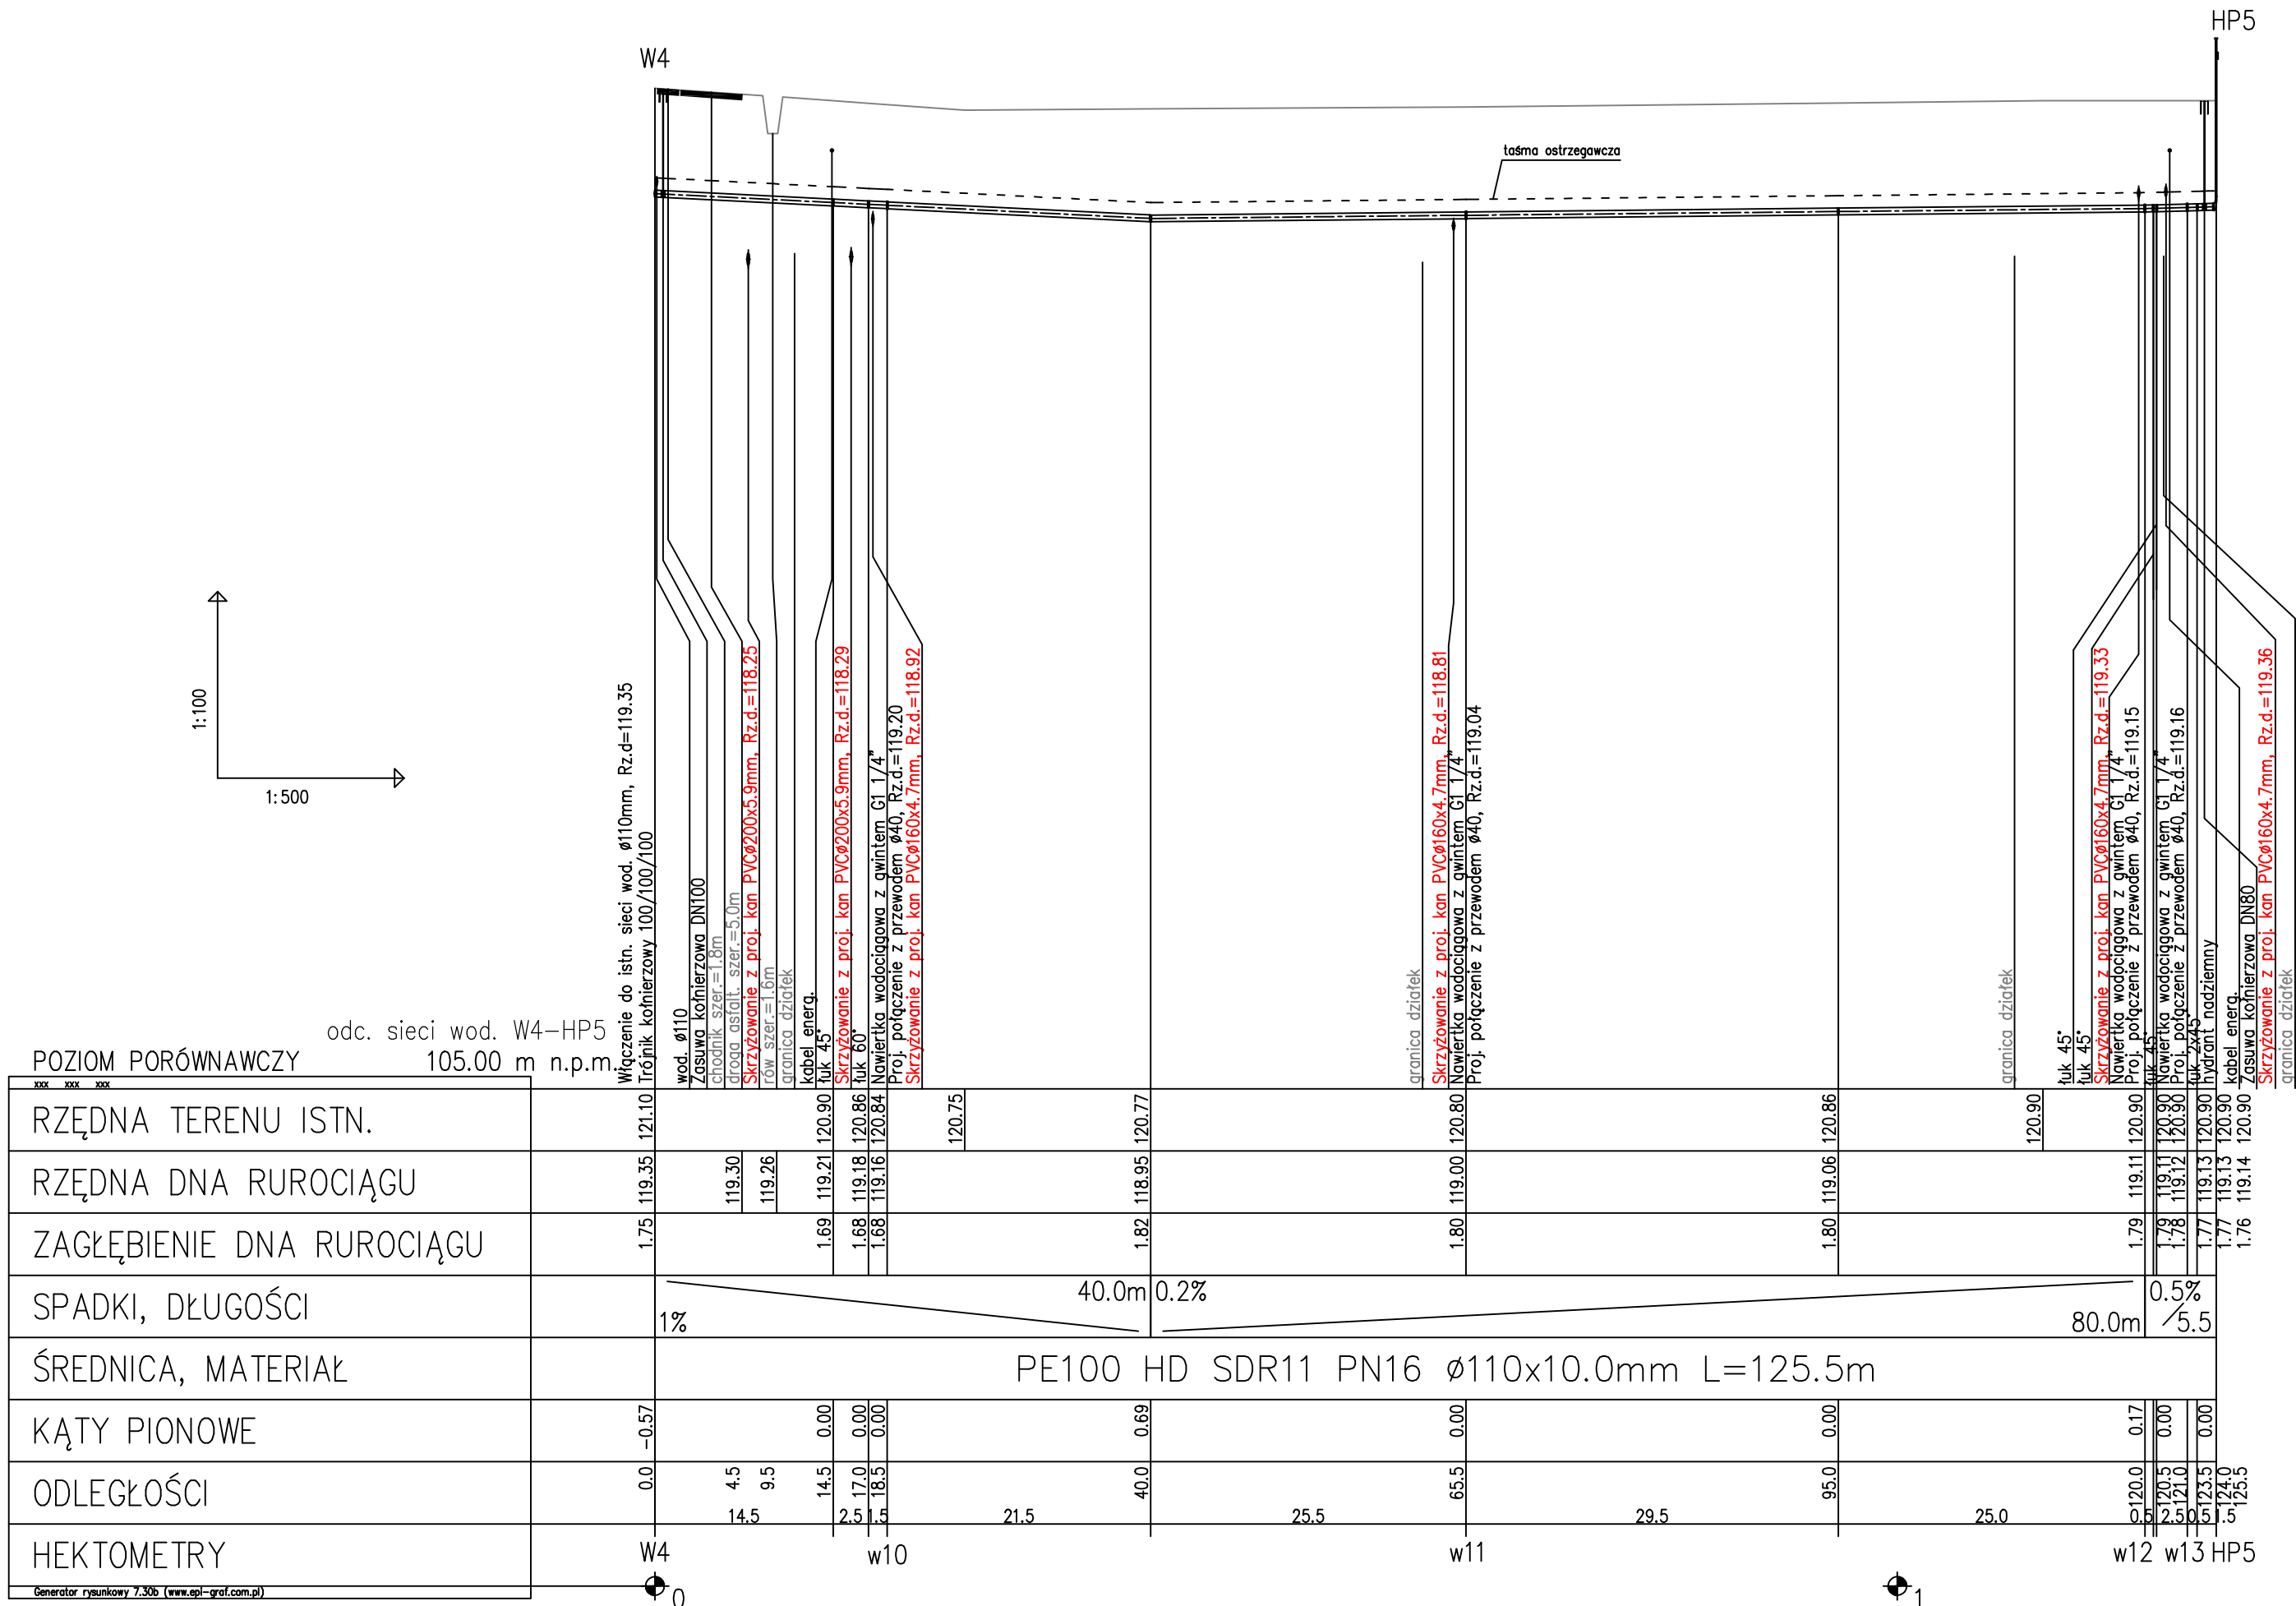 HP5
W4
taśma ostrzegawcza
1:100
1:500
Włączenie do istn. sieci wod. ø110mm, Rz.d=119.35
Trójnik kołnierzowy 100/100/100
wod. ø110
Zasuwa kołnierzowa DN100
chodnik szer.=1.8m
droga asfalt. szer.=5.0m
Skrzyżowanie z proj. kan PVCø200x5.9mm, Rz.d.=118.25
rów szer.=1.6m
granica działek
kabel energ.
łuk 45°
Skrzyżowanie z proj. kan PVCø200x5.9mm, Rz.d.=118.29
łuk 60°
Nawiertka wodociągowa z gwintem G1 1/4"
Proj. połączenie z przewodem ø40, Rz.d.=119.20
Skrzyżowanie z proj. kan PVCø160x4.7mm, Rz.d.=118.92
granica działek
Skrzyżowanie z proj. kan PVCø160x4.7mm, Rz.d.=118.81
Nawiertka wodociągowa z gwintem G1 1/4"
Proj. połączenie z przewodem ø40, Rz.d.=119.04
granica działek
łuk 45°
łuk 45°
Skrzyżowanie z proj. kan PVCø160x4.7mm, Rz.d.=119.33
Nawiertka wodociągowa z gwintem G1 1/4"
Proj. połączenie z przewodem ø40, Rz.d.=119.15
łuk 45°
Nawiertka wodociągowa z gwintem G1 1/4"
Proj. połączenie z przewodem ø40, Rz.d.=119.16
łuk 2x45°
hydrant nadziemny
kabel energ.
Zasuwa kołnierzowa DN80
Skrzyżowanie z proj. kan PVCø160x4.7mm, Rz.d.=119.36
granica działek
odc. sieci wod. W4-HP5
POZIOM PORÓWNAWCZY 105.00 m n.p.m.
xxx xxx xxx
RZĘDNA TERENU ISTN. 121.10 120.90 120.86 120.84 120.75 120.77 120.80 120.86 120.90 120.90 120.90 120.90 120.90 120.90 120.90
RZĘDNA DNA RUROCIĄGU 119.35 119.30 119.26 119.21 119.18 119.16 118.95 119.00 119.06 119.11 119.11 119.12 119.13 119.13 119.14
ZAGŁĘBIENIE DNA RUROCIĄGU 1.75 1.69 1.68 1.68 1.82 1.80 1.80 1.79 1.79 1.78 1.77 1.77 1.76
SPADKI, DŁUGOŚCI 1% 40.0m 0.2% 80.0m 0.5% 5.5
ŚREDNICA, MATERIAŁ PE100 HD SDR11 PN16 ø110x10.0mm L=125.5m
KĄTY PIONOWE -0.57 0.00 0.00 0.00 0.69 0.00 0.00 0.17 0.00 0.00
ODLEGŁOŚCI 0.0 4.5 9.5 14.5 17.0 18.5 40.0 65.5 95.0 120.0 120.5 121.0 123.5 124.0 125.5
14.5 2.5 1.5 21.5 25.5 29.5 25.0 0.5 2.5 0.5 1.5
HEKTOMETRY W4 w10 w11 w12 w13 HP5
Generator rysunkowy 7.30b (www.epi-graf.com.pl)
0 1